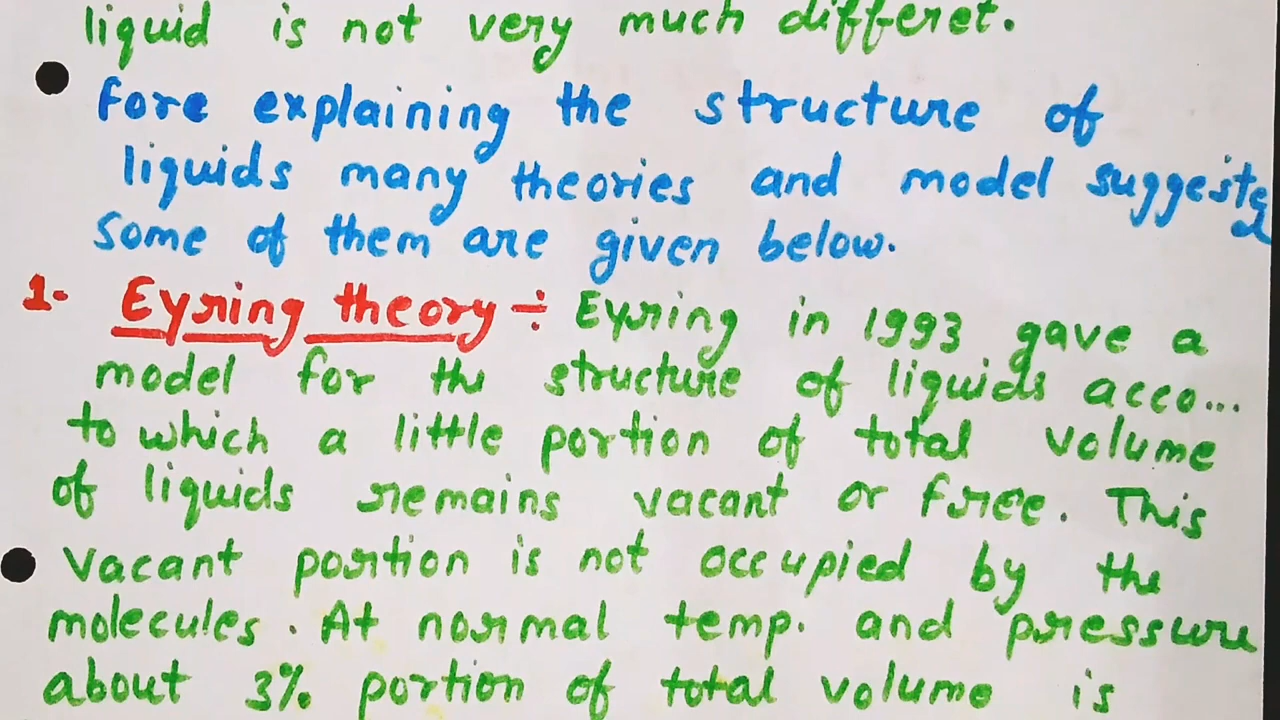 liquid is not very much differet.
Fore explaining the structure of
liquids many theories and model suggested
some of them are given below.
1. Eyring theory ÷ Eyring in 1993 gave a
model for the structure of liquids acco...
to which a little portion of total volume
of liquids remains vacant or free. This
vacant portion is not occupied by the
molecules. At normal temp. and pressure
about 3% portion of total volume is